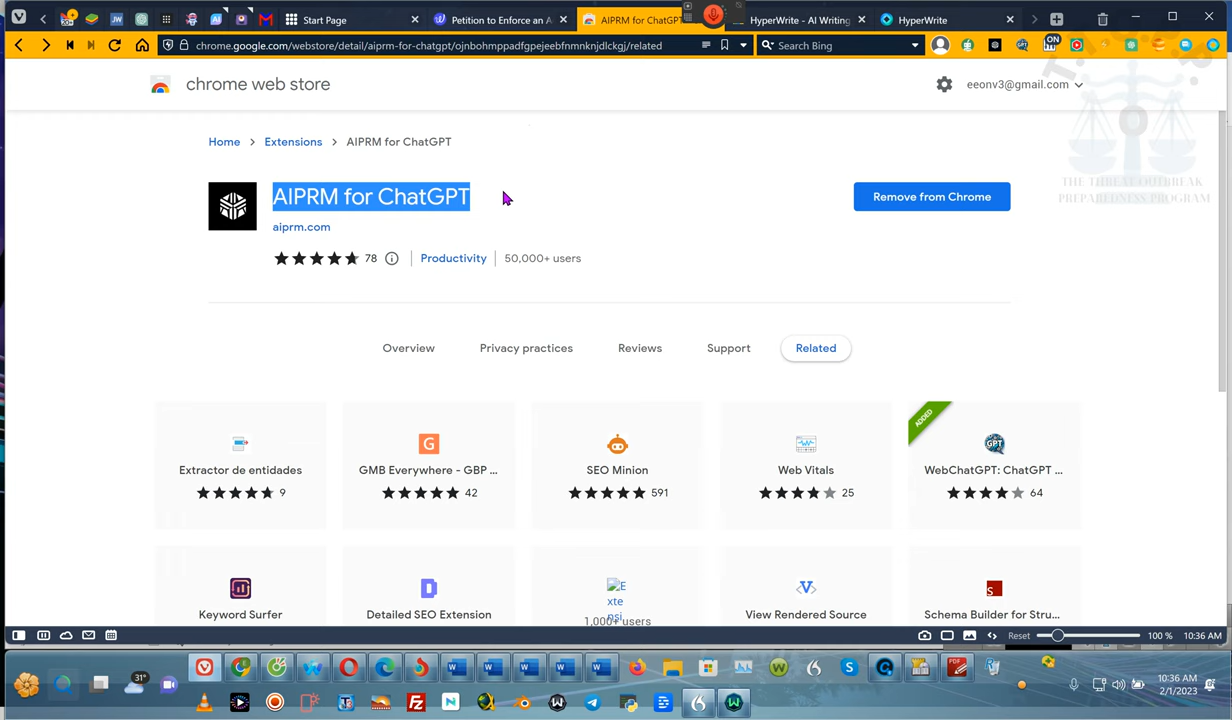 Start Page
Petition to Enforce an A
AIPRM for ChatGPT
HyperWrite - AI Writing
HyperWrite
chrome.google.com/webstore/detail/aiprm-for-chatgpt/ojnbohmppadfgpejeebfnmnknjdlckgj/related
Search Bing
ON
chrome web store
eeonv3@gmail.com
THE THREAT OUTBREAK
PREPAREDNESS PROGRAM
Home
Extensions
AIPRM for ChatGPT
AIPRM for ChatGPT
Remove from Chrome
aiprm.com
78
Productivity
50,000+ users
Overview
Privacy practices
Reviews
Support
Related
ADDED
Extractor de entidades
GMB Everywhere - GBP ...
SEO Minion
Web Vitals
WebChatGPT: ChatGPT ...
9
42
591
25
64
Keyword Surfer
Detailed SEO Extension
Ext
ensi
1,000+ users
View Rendered Source
Schema Builder for Stru...
Reset
100 %
10:36 AM
31°
10:36 AM
2/1/2023